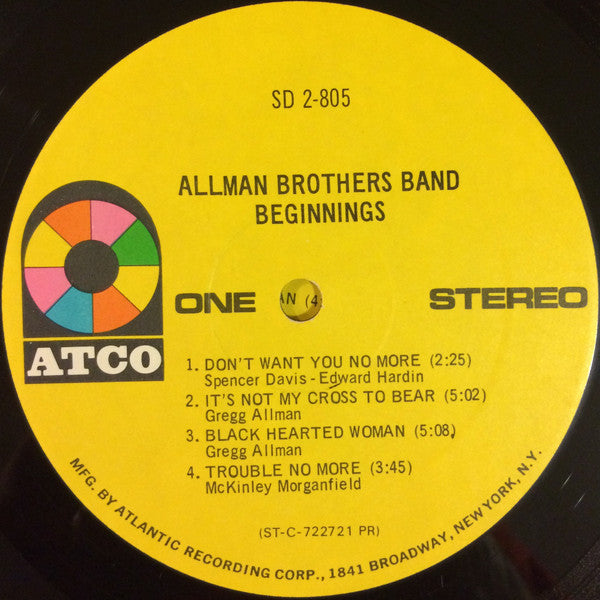 SD 2-805
ALLMAN BROTHERS BAND
BEGINNINGS
ATCO
ONE
AN (4:
STEREO
1. DON'T WANT YOU NO MORE (2:25)
Spencer Davis - Edward Hardin
2. IT'S NOT MY CROSS TO BEAR (5:02)
Gregg Allman
3. BLACK HEARTED WOMAN (5:08)
Gregg Allman
4. TROUBLE NO MORE (3:45)
McKinley Morganfield
(ST-C-722721 PR)
MFG. BY ATLANTIC RECORDING CORP., 1841 BROADWAY, NEW YORK, N.Y.